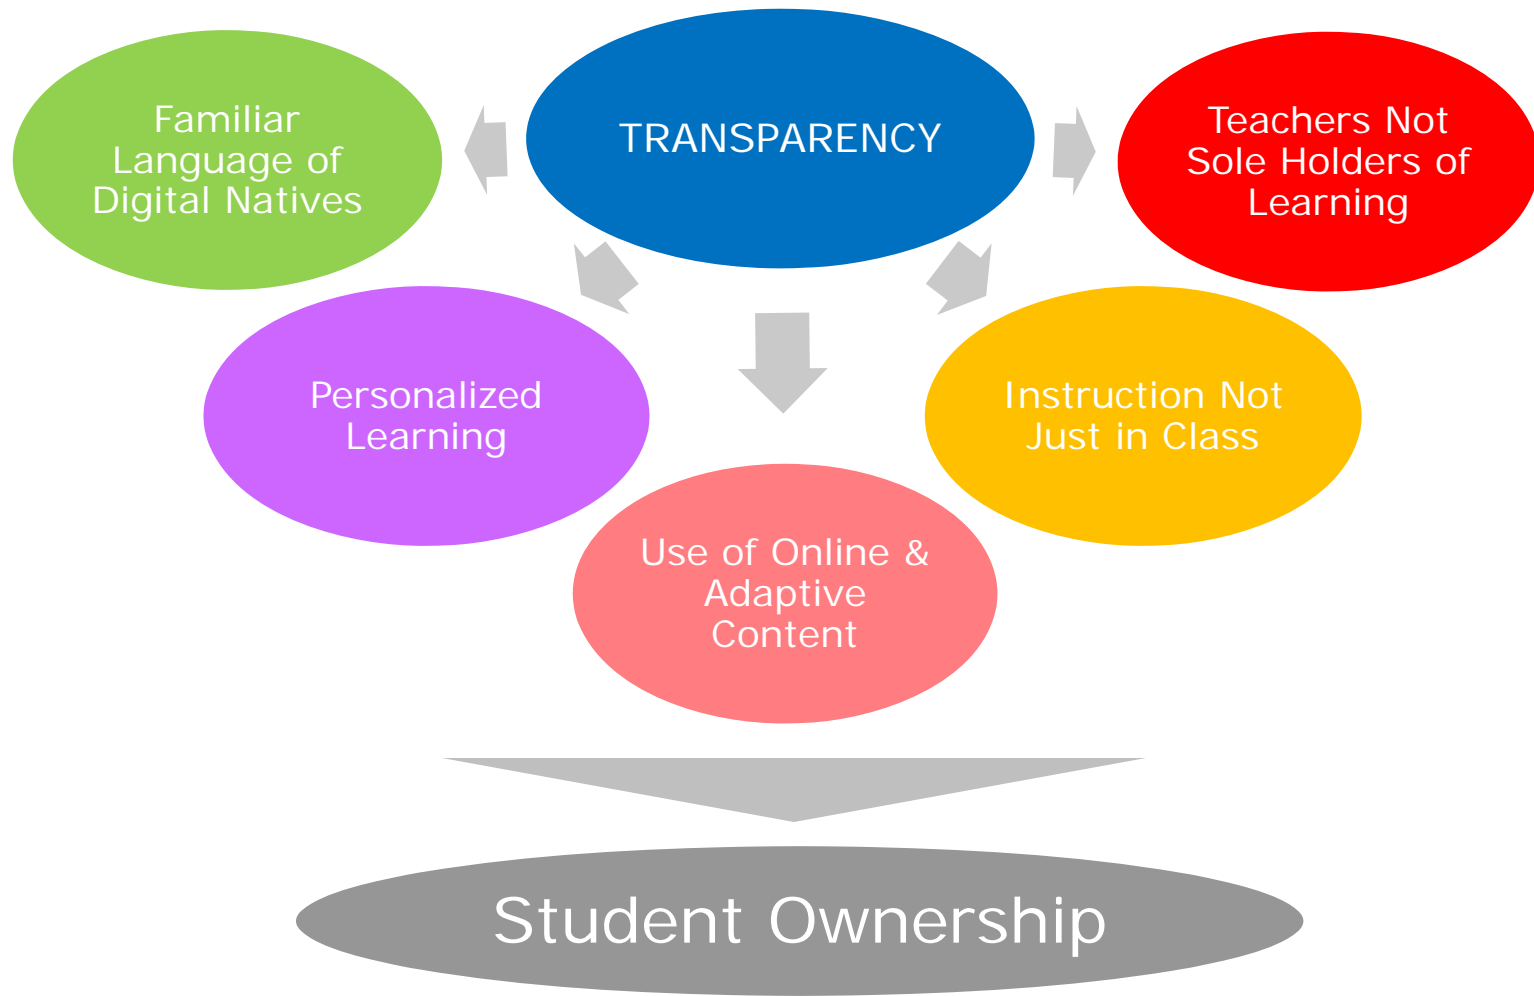 Familiar
Language of
Digital Natives
TRANSPARENCY
Teachers Not
Sole Holders of
Learning
Personalized
Learning
Instruction Not
Just in Class
Use of Online &
Adaptive
Content
Student Ownership